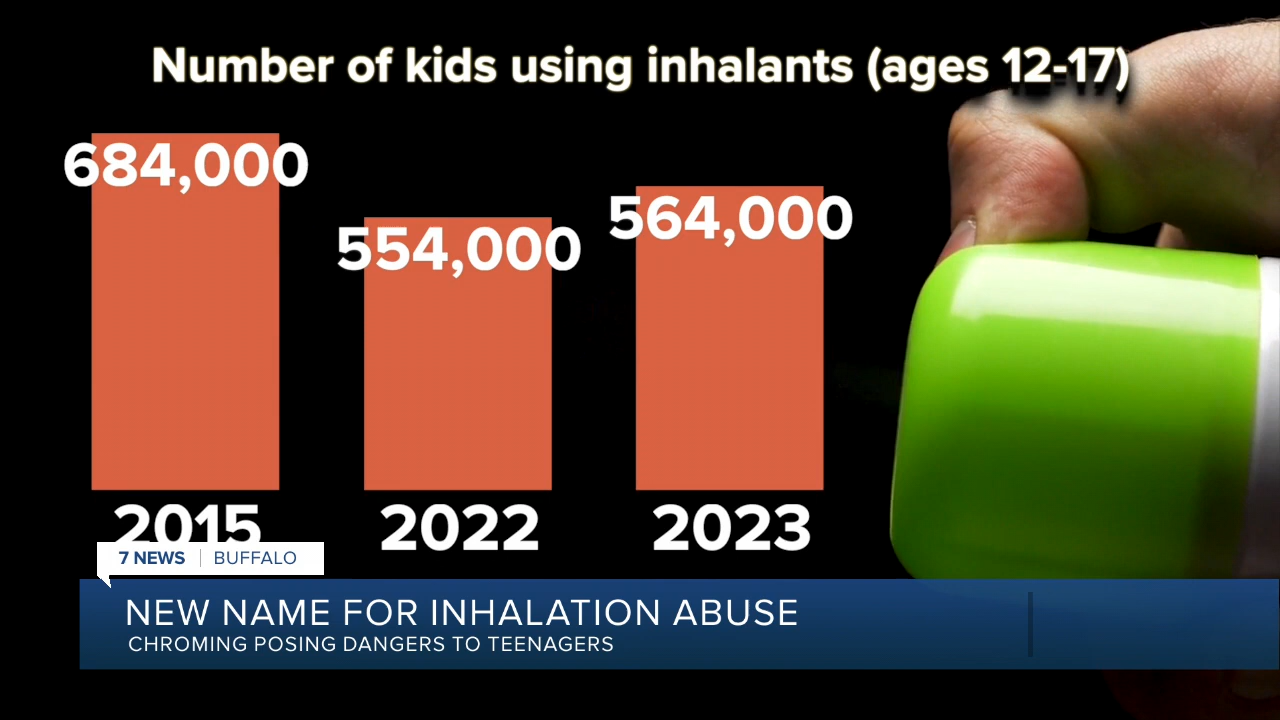 Number of kids using inhalants (ages 12-17)
684,000
554,000
564,000
2015
2022
2023
7 NEWS | BUFFALO
NEW NAME FOR INHALATION ABUSE
CHROMING POSING DANGERS TO TEENAGERS